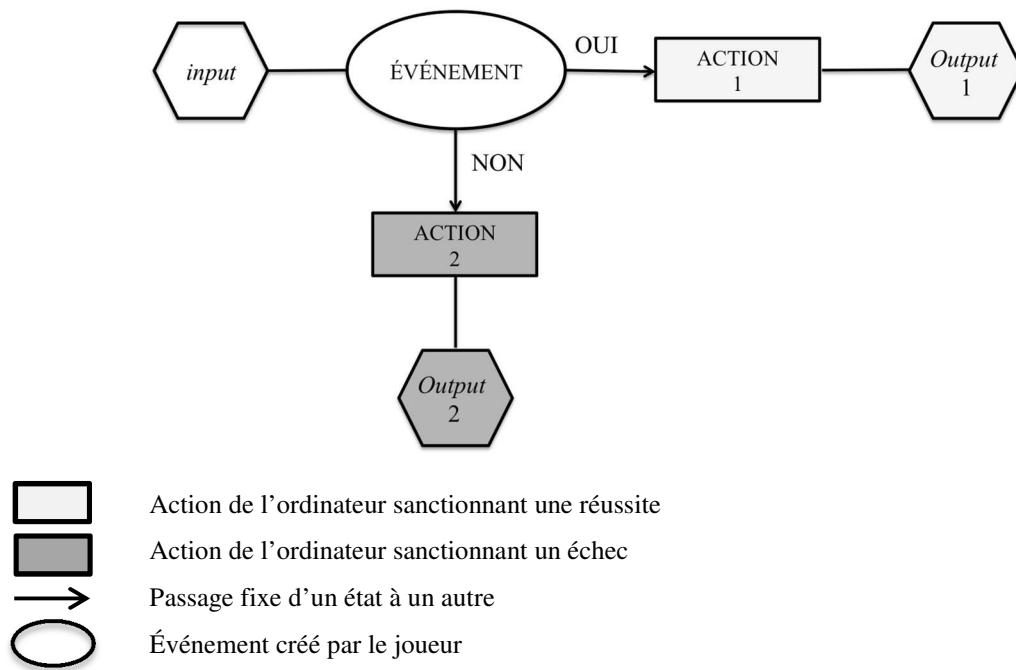 input
ÉVÉNEMENT
OUI
ACTION
1
Output
1
NON
ACTION
2
Output
2
Action de l’ordinateur sanctionnant une réussite
Action de l’ordinateur sanctionnant un échec
Passage fixe d’un état à un autre
Événement créé par le joueur